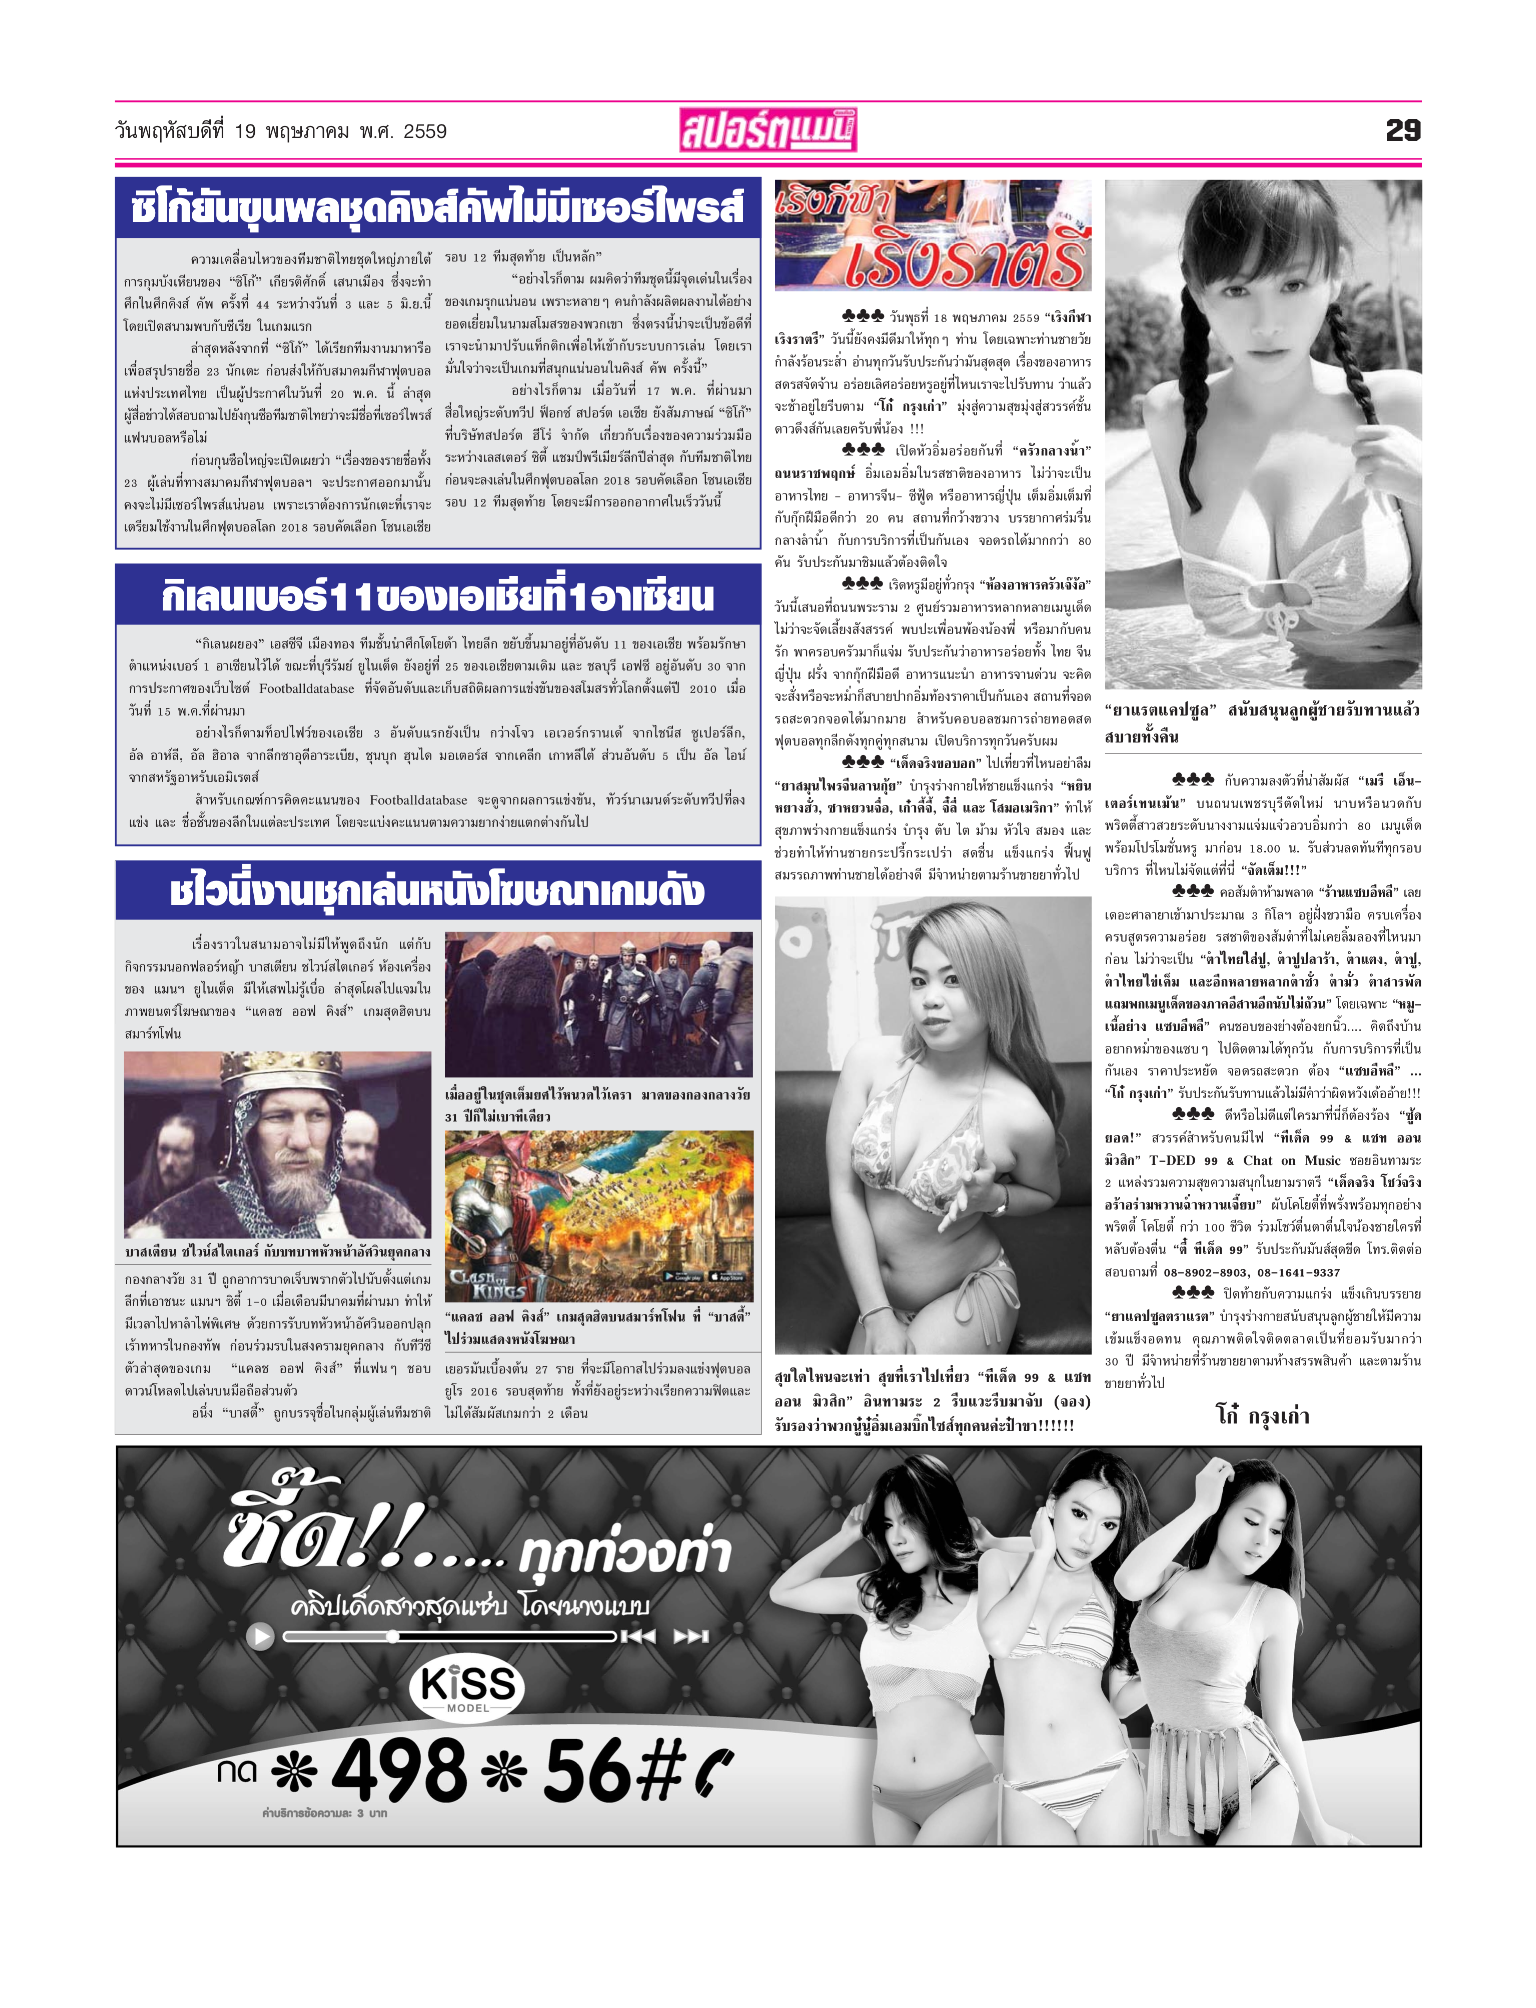 วันพฤหัสบดีที่ 19 พฤษภาคม พ.ศ. 2559
สปอร์ตแมน
29
ซิโก้ยันขุนพลชุดคิงส์คัพไม่มีเซอร์ไพรส์
ความเคลื่อนไหวของทีมชาติไทยชุดใหญ่ภายใต้
การกุมบังเหียนของ “ซิโก้” เกียรติศักดิ์ เสนาเมือง ซึ่งจะทำ
ศึกในศึกคิงส์ คัพ ครั้งที่ 44 ระหว่างวันที่ 3 และ 5 มิ.ย.นี้
โดยเปิดสนามพบกับซีเรีย ในเกมแรก
ล่าสุดหลังจากที่ “ซิโก้” ได้เรียกทีมงานมาหารือ
เพื่อสรุปรายชื่อ 23 นักเตะ ก่อนส่งให้กับสมาคมกีฬาฟุตบอล
แห่งประเทศไทย เป็นผู้ประกาศในวันที่ 20 พ.ค. นี้ ล่าสุด
ผู้สื่อข่าวได้สอบถามไปยังกุนซือทีมชาติไทยว่าจะมีชื่อที่เซอร์ไพรส์
แฟนบอลหรือไม่
ก่อนกุนซือใหญ่จะเปิดเผยว่า “เรื่องของรายชื่อทั้ง
23 ผู้เล่นที่ทางสมาคมกีฬาฟุตบอลฯ จะประกาศออกมานั้น
คงจะไม่มีเซอร์ไพรส์แน่นอน เพราะเราต้องการนักเตะที่เราจะ
เตรียมใช้งานในศึกฟุตบอลโลก 2018 รอบคัดเลือก โซนเอเชีย
รอบ 12 ทีมสุดท้าย เป็นหลัก”
“อย่างไรก็ตาม ผมคิดว่าทีมชุดนี้มีจุดเด่นในเรื่อง
ของเกมรุกแน่นอน เพราะหลายๆ คนกำลังผลิตผลงานได้อย่าง
ยอดเยี่ยมในนามสโมสรของพวกเขา ซึ่งตรงนี้น่าจะเป็นข้อดีที่
เราจะนำมาปรับแท็กติกเพื่อให้เข้ากับระบบการเล่น โดยเรา
มั่นใจว่าจะเป็นเกมที่สนุกแน่นอนในคิงส์ คัพ ครั้งนี้”
อย่างไรก็ตาม เมื่อวันที่ 17 พ.ค. ที่ผ่านมา
สื่อใหญ่ระดับทวีป ฟ็อกซ์ สปอร์ต เอเชีย ยังสัมภาษณ์ “ซิโก้”
ที่บริษัทสปอร์ต ฮีโร่ จำกัด เกี่ยวกับเรื่องของความร่วมมือ
ระหว่างเลสเตอร์ ซิตี้ แชมป์พรีเมียร์ลีกปีล่าสุด กับทีมชาติไทย
ก่อนจะลงเล่นในศึกฟุตบอลโลก 2018 รอบคัดเลือก โซนเอเชีย
รอบ 12 ทีมสุดท้าย โดยจะมีการออกอากาศในเร็ววันนี้
กิเลนเบอร์11ของเอเชียที่1อาเซียน
“กิเลนผยอง” เอสซีจี เมืองทอง ทีมชั้นนำศึกโตโยต้า ไทยลีก ขยับขึ้นมาอยู่ที่อันดับ 11 ของเอเชีย พร้อมรักษา
ตำแหน่งเบอร์ 1 อาเซียนไว้ได้ ขณะที่บุรีรัมย์ ยูไนเต็ด ยังอยู่ที่ 25 ของเอเชียตามเดิม และ ชลบุรี เอฟซี อยู่อันดับ 30 จาก
การประกาศของเว็บไซต์ Footballdatabase ที่จัดอันดับและเก็บสถิติผลการแข่งขันของสโมสรทั่วโลกตั้งแต่ปี 2010 เมื่อ
วันที่ 15 พ.ค.ที่ผ่านมา
อย่างไรก็ตามท็อปไฟว์ของเอเชีย 3 อันดับแรกยังเป็น กว่างโจว เอเวอร์กรานเด้ จากไชนีส ซูเปอร์ลีก,
อัล อาห์ลี, อัล ฮิอาล จากลีกซาอุดีอาระเบีย, ชุนบุก ฮุนได มอเตอร์ส จากเคลีก เกาหลีใต้ ส่วนอันดับ 5 เป็น อัล ไอน์
จากสหรัฐอาหรับเอมิเรตส์
สำหรับเกณฑ์การคิดคะแนนของ Footballdatabase จะดูจากผลการแข่งขัน, ทัวร์นาเมนต์ระดับทวีปที่ลง
แข่ง และ ชื่อชั้นของลีกในแต่ละประเทศ โดยจะแบ่งคะแนนตามความยากง่ายแตกต่างกันไป
ชไวนี่งานชุกเล่นหนังโฆษณาเกมดัง
เรื่องราวในสนามอาจไม่มีให้พูดถึงนัก แต่กับ
กิจกรรมนอกฟลอร์หญ้า บาสเตียน ชไวน์สไตเกอร์ ห้องเครื่อง
ของ แมนฯ ยูไนเต็ด มีให้เสพไม่รู้เบื่อ ล่าสุดโผล่ไปแจมใน
ภาพยนตร์โฆษณาของ “แคลช ออฟ คิงส์” เกมสุดฮิตบน
สมาร์ทโฟน
บาสเตียน ชไวน์สไตเกอร์ กับบทบาทหัวหน้าอัศวินยุคกลาง
กองกลางวัย 31 ปี ถูกอาการบาดเจ็บพรากตัวไปนับตั้งแต่เกม
ลีกที่เอาชนะ แมนฯ ซิตี้ 1-0 เมื่อเดือนมีนาคมที่ผ่านมา ทำให้
มีเวลาไปหาลำไพ่พิเศษ ด้วยการรับบทหัวหน้าอัศวินออกปลุก
เร้าทหารในกองทัพ ก่อนร่วมรบในสงครามยุคกลาง กับทีวีซี
ตัวล่าสุดของเกม “แคลช ออฟ คิงส์” ที่แฟนๆ ชอบ
ดาวน์โหลดไปเล่นบนมือถือส่วนตัว
อนึ่ง “บาสตี้” ถูกบรรจุชื่อในกลุ่มผู้เล่นทีมชาติ
เมื่ออยู่ในชุดเต็มยศไว้หนวดไว้เครา มาดของกองกลางวัย
31 ปีก็ไม่เบาทีเดียว
CLASH OF KINGS
Google play
App Store
“แคลช ออฟ คิงส์” เกมสุดฮิตบนสมาร์ทโฟน ที่ “บาสตี้”
ไปร่วมแสดงหนังโฆษณา
เยอรมันเบื้องต้น 27 ราย ที่จะมีโอกาสไปร่วมลงแข่งฟุตบอล
ยูโร 2016 รอบสุดท้าย ทั้งที่ยังอยู่ระหว่างเรียกความฟิตและ
ไม่ได้สัมผัสเกมกว่า 2 เดือน
เริงกีฬา
เริงราตรี
♣♣♣ วันพุธที่ 18 พฤษภาคม 2559 “เริงกีฬา
เริงราตรี” วันนี้ยังคงมีดีมาให้ทุกๆ ท่าน โดยเฉพาะท่านชายวัย
กำลังร้อนระส่ำ อ่านทุกวันรับประกันว่ามันสุดสุด เรื่องของอาหาร
สตรสจัดจ้าน อร่อยเลิศอร่อยหรูอยู่ที่ไหนเราจะไปรับทาน ว่าแล้ว
จะช้าอยู่ไยรีบตาม “โก๋ กรุงเก่า” มุ่งสู่ความสุขมุ่งสู่สวรรค์ชั้น
ดาวดึงส์กันเลยครับพี่น้อง !!!
♣♣♣ เปิดหัวอิ่มอร่อยกันที่ “ครัวกลางน้ำ”
ถนนราชพฤกษ์ อิ่มเอมอิ่มในรสชาติของอาหาร ไม่ว่าจะเป็น
อาหารไทย - อาหารจีน- ซีฟู้ด หรืออาหารญี่ปุ่น เต็มอิ่มเต็มที่
กับกุ๊กฝีมือดีกว่า 20 คน สถานที่กว้างขวาง บรรยากาศร่มรื่น
กลางลำน้ำ กับการบริการที่เป็นกันเอง จอดรถได้มากกว่า 80
คัน รับประกันมาชิมแล้วต้องติดใจ
♣♣♣ เริดหรูมีอยู่ทั่วกรุง “ห้องอาหารครัวเจ๊ง้อ”
วันนี้เสนอที่ถนนพระราม 2 ศูนย์รวมอาหารหลากหลายเมนูเด็ด
ไม่ว่าจะจัดเลี้ยงสังสรรค์ พบปะเพื่อนพ้องน้องพี่ หรือมากับคน
รัก พาครอบครัวมาก็แจ่ม รับประกันว่าอาหารอร่อยทั้ง ไทย จีน
ญี่ปุ่น ฝรั่ง จากกุ๊กฝีมือดี อาหารแนะนำ อาหารจานด่วน จะคิด
จะสั่งหรือจะหม่ำก็สบายปากอิ่มท้องราคาเป็นกันเอง สถานที่จอด
รถสะดวกจอดได้มากมาย สำหรับคอบอลชมการถ่ายทอดสด
ฟุตบอลทุกลีกดังทุกคู่ทุกสนาม เปิดบริการทุกวันครับผม
♣♣♣ “เด็ดจริงขอบอก” ไปเที่ยวที่ไหนอย่าลืม
“ยาสมุนไพรจีนลานกุ้ย” บำรุงร่างกายให้ชายแข็งแกร่ง “หยิน
หยางฮั่ว, ซาหยวนจื่อ, เก๋าคี่จี้, จี้ลี่ และ โสมอเมริกา” ทำให้
สุขภาพร่างกายแข็งแกร่ง บำรุง ตับ ไต ม้าม หัวใจ สมอง และ
ช่วยทำให้ท่านชายกระปรี้กระเปร่า สดชื่น แข็งแกร่ง ฟื้นฟู
สมรรถภาพท่านชายได้อย่างดี มีจำหน่ายตามร้านขายยาทั่วไป
สุขใดไหนจะเท่า สุขที่เราไปเที่ยว “ทีเด็ด 99 & แชท
ออน มิวสิก” อินทามระ 2 รีบแวะรีบมาจับ (จอง)
รับรองว่าพวกนู๋นู๋อิ่มเอมบิ๊กไซส์ทุกคนค่ะป๋าขา!!!!!!
“ยาแรตแคปซูล” สนับสนุนลูกผู้ชายรับทานแล้ว
สบายทั้งคืน
♣♣♣ กับความลงตัวที่น่าสัมผัส “เมรี เอ็น-
เตอร์เทนเม้น” บนถนนเพชรบุรีตัดใหม่ นาบหรือนวดกับ
พริตตี้สาวสวยระดับนางงามแจ่มแจ๋วอวบอิ่มกว่า 80 เมนูเด็ด
พร้อมโปรโมชั่นหรู มาก่อน 18.00 น. รับส่วนลดทันทีทุกรอบ
บริการ ที่ไหนไม่จัดแต่ที่นี่ “จัดเต็ม!!!”
♣♣♣ คอส้มตำห้ามพลาด “ร้านแซบอีหลี” เลย
เดอะศาลายาเข้ามาประมาณ 3 กิโลฯ อยู่ฝั่งขวามือ ครบเครื่อง
ครบสูตรความอร่อย รสชาติของส้มตำที่ไม่เคยลิ้มลองที่ไหนมา
ก่อน ไม่ว่าจะเป็น “ตำไทยใส่ปู, ตำปูปลาร้า, ตำแตง, ตำปู,
ตำไทยไข่เค็ม และอีกหลายหลากตำซั่ว ตำมั่ว ตำสารพัด
แถมพกเมนูเด็ดของภาคอีสานอีกนับไม่ถ้วน” โดยเฉพาะ “หมู-
เนื้อย่าง แซบอีหลี” คนชอบของย่างต้องยกนิ้ว.... คิดถึงบ้าน
อยากหม่ำของแซบๆ ไปติดตามได้ทุกวัน กับการบริการที่เป็น
กันเอง ราคาประหยัด จอดรถสะดวก ต้อง “แซบอีหลี” ...
“โก๋ กรุงเก่า” รับประกันรับทานแล้วไม่มีคำว่าผิดหวังเด้ออ้าย!!!
♣♣♣ ดีหรือไม่ดีแต่ใครมาที่นี่ก็ต้องร้อง “ซู้ด
ยอด!” สวรรค์สำหรับคนมีไฟ “ทีเด็ด 99 & แชท ออน
มิวสิก” T-DED 99 & Chat on Music ซอยอินทามระ
2 แหล่งรวมความสุขความสนุกในยามราตรี “เด็ดจริง โชว์จริง
อร้าอร่ามหวานฉ่ำหวานเจี๊ยบ” ผับโคโยตี้ที่พรั่งพร้อมทุกอย่าง
พริตตี้ โคโยตี้ กว่า 100 ชีวิต ร่วมโชว์ตื่นตาตื่นใจน้องชายใครที่
หลับต้องตื่น “ตี๋ ทีเด็ด 99” รับประกันมันส์สุดขีด โทร.ติดต่อ
สอบถามที่ 08-8902-8903, 08-1641-9337
♣♣♣ ปิดท้ายกับความแกร่ง แข็งเกินบรรยาย
“ยาแคปซูลตราแรด” บำรุงร่างกายสนับสนุนลูกผู้ชายให้มีความ
เข้มแข็งอดทน คุณภาพติดใจติดตลาดเป็นที่ยอมรับมากว่า
30 ปี มีจำหน่ายที่ร้านขายยาตามห้างสรรพสินค้า และตามร้าน
ขายยาทั่วไป
โก๋ กรุงเก่า
ซี๊ด!!..... ทุกท่วงท่า
คลิปเด็ดสาวสุดแซ่บ โดยนางแบบ
KiSS
MODEL
กด *498*56#
ค่าบริการข้อความละ 3 บาท